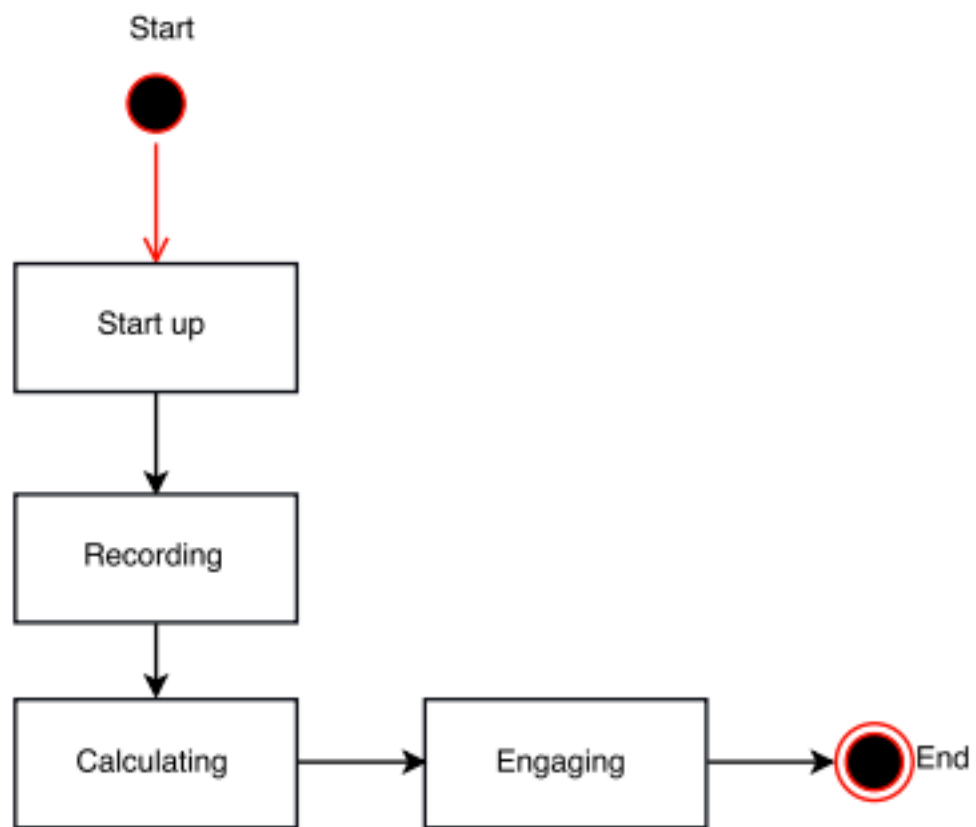 Start
Start up
Recording
Calculating
Engaging
End